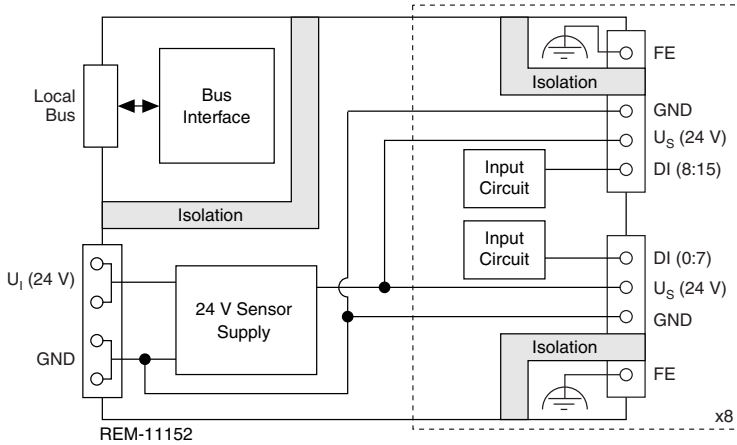 Local
Bus
Bus
Interface
Isolation
Isolation
FE
GND
U_S (24 V)
DI (8:15)
Input
Circuit
Input
Circuit
DI (0:7)
U_S (24 V)
GND
U_I (24 V)
24 V Sensor
Supply
GND
Isolation
FE
x8
REM-11152